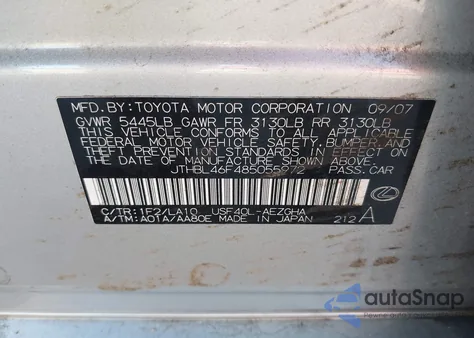 MFD. BY: TOYOTA MOTOR CORPORATION 09/07
GVWR 5445LB GAWR FR 3130LB RR 3130LB
THIS VEHICLE CONFORMS TO ALL APPLICABLE
FEDERAL MOTOR VEHICLE SAFETY, BUMPER, AND
THEFT PREVENTION STANDARDS IN EFFECT ON
THE DATE OF MANUFACTURE SHOWN ABOVE.
JTHBL46F485055972 PASS. CAR
C/TR: 1F2/LA10 USF40L-AEZGHA
A/TM: A01A/AA80E MADE IN JAPAN 212 A
autoSnap